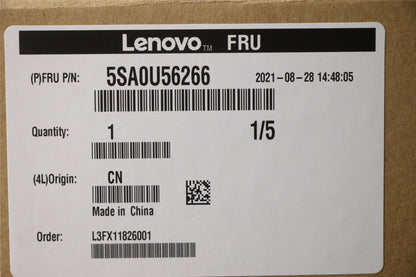 Lenovo™ FRU
(P)FRU P/N: 5SA0U56266 2021-08-28 14:48:05
Quantity: 1 1/5
(4L)Origin: CN
Made in China
Order: L3FX11826001